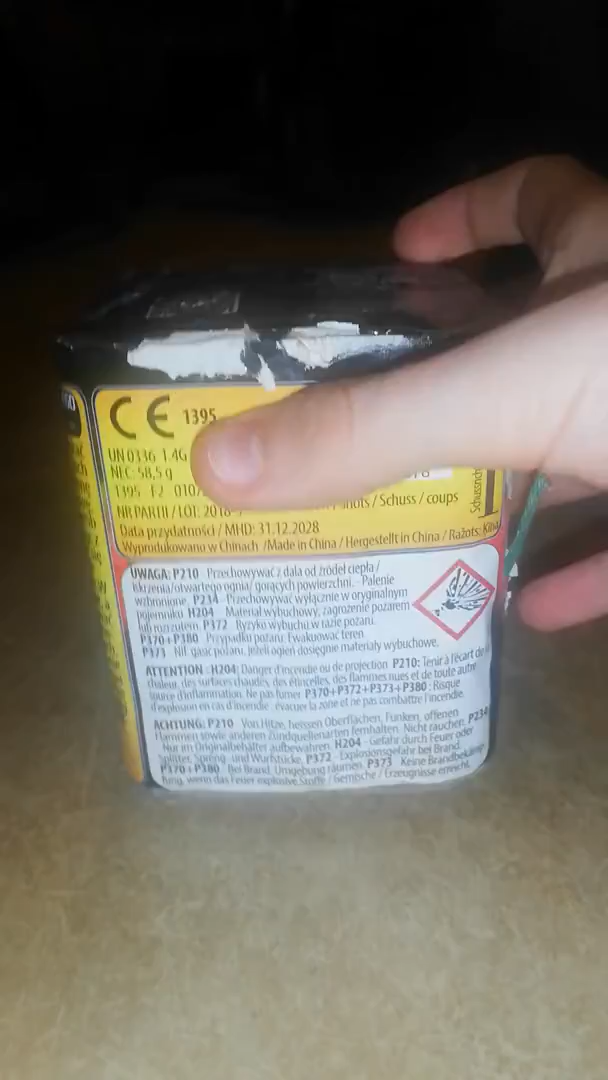 CE 1395
UN 0336 1.4G
NEC: 58,5 g
1395 F2 010
NR PARTII / LOT: 2018 shots / Schuss / coups
Data przydatności / MHD: 31.12.2028
Wyprodukowano w Chinach /Made in China / Hergestellt in China / Ražots: Ķīna
UWAGA: P210 Przechowywać z dala od źródeł ciepła /
iskrzenia/otwartego ognia/ gorących powierzchni. - Palenie
wzbronione. P234 Przechowywać wyłącznie w oryginalnym
pojemniku H204 Materiał wybuchowy, zagrożenie pożarem
lub rozrzutem P372 Ryzyko wybuchu w razie pożaru.
P370+P380 Przypadku pożaru: Ewakuować teren.
P373 NIE gasić pożaru, jeżeli ogień dosięgnie materiały wybuchowe.
ATTENTION : H204: Danger d'incendie ou de projection P210: Tenir à l'écart de la
chaleur, des surfaces chaudes, des étincelles, des flammes nues et de toute autre
source d'inflammation. Ne pas fumer P370+P372+P373+P380 : Risque
d'explosion en cas d'incendie : évacuer la zone et ne pas combattre l'incendie.
ACHTUNG: P210 Von Hitze, heissen Oberflächen, Funken, offenen
Flammen sowie anderen Zündquellenarten fernhalten. Nicht rauchen. P234
Nur im Originalbehälter aufbewahren. H204 - Gefahr durch Feuer oder
Splitter, Spreng- und Wurfstücke. P372 Explosionsgefahr bei Brand.
P370+P380 Bei Brand: Umgebung räumen. P373 Keine Brandbekämp
fung, wenn das Feuer explosive Stoffe / Gemische / Erzeugnisse erreicht.
Schussrich